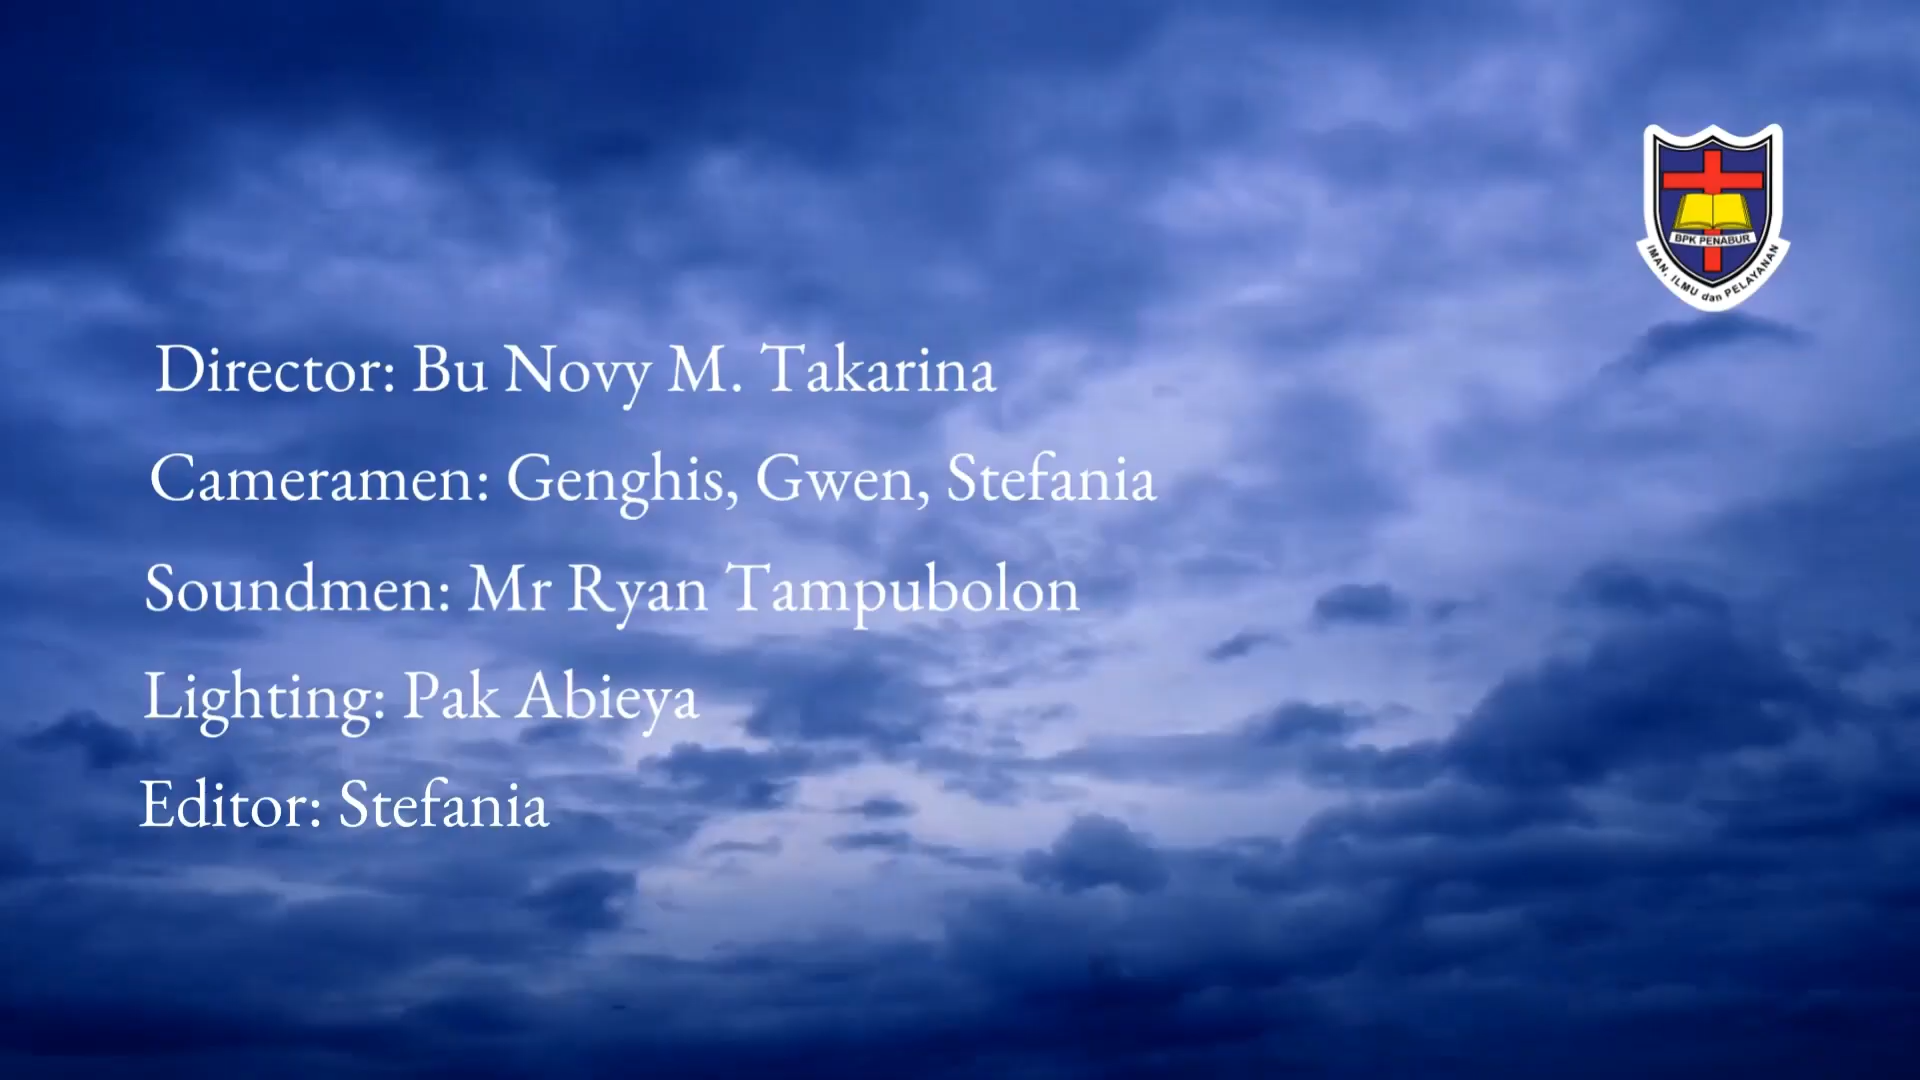 Director: Bu Novy M. Takarina
Cameramen: Genghis, Gwen, Stefania
Soundmen: Mr Ryan Tampubolon
Lighting: Pak Abieya
Editor: Stefania
BPK PENABUR
IMAN, ILMU dan PELAYANAN